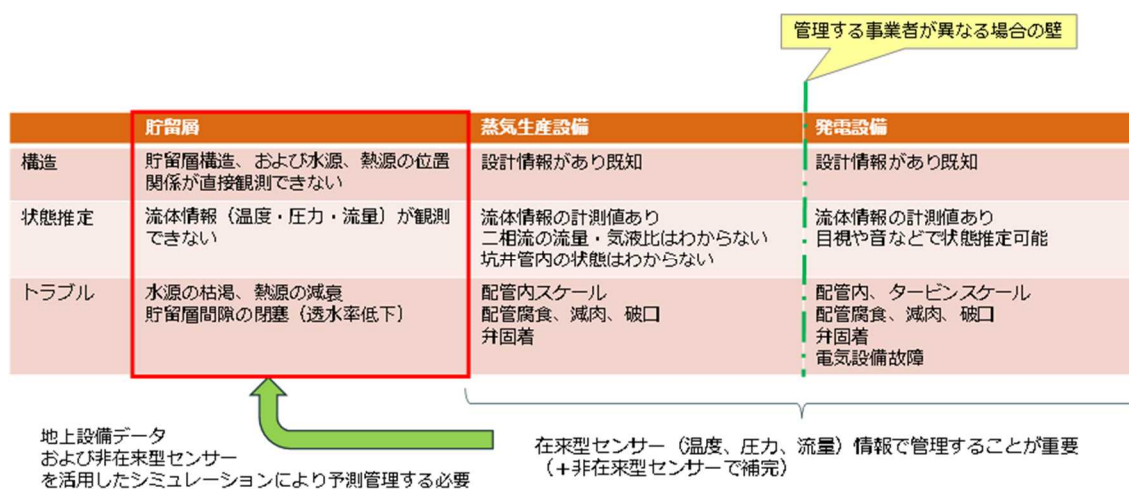 管理する事業者が異なる場合の壁
貯留層
蒸気生産設備
発電設備
構造
貯留層構造、および水源、熱源の位置
関係が直接観測できない
設計情報があり既知
設計情報があり既知
状態推定
流体情報（温度・圧力・流量）が観測
できない
流体情報の計測値あり
二相流の流量・気液比はわからない
坑井管内の状態はわからない
流体情報の計測値あり
目視や音などで状態推定可能
トラブル
水源の枯渇、熱源の減衰
貯留層間隙の閉塞（透水率低下）
配管内スケール
配管腐食、減肉、破口
弁固着
配管内、タービンスケール
配管腐食、減肉、破口
弁固着
電気設備故障
地上設備データ
および非在来型センサー
を活用したシミュレーションにより予測管理する必要
在来型センサー（温度、圧力、流量）情報で管理することが重要
（+非在来型センサーで補完）